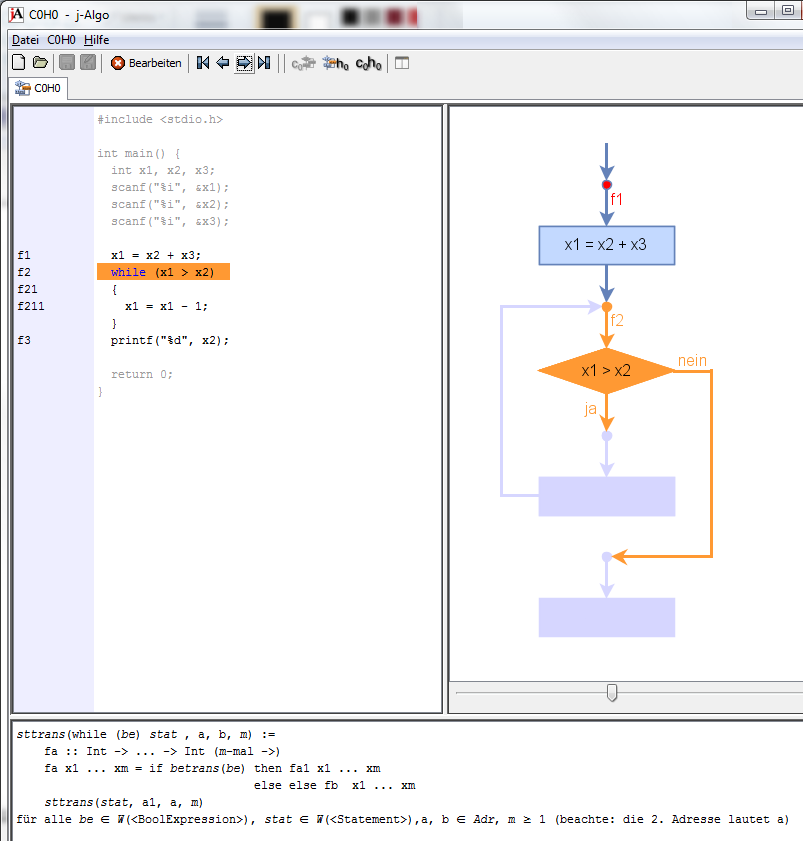 C0H0 - j-Algo
Datei C0H0 Hilfe
Bearbeiten c0 h0 c0h0
C0H0
#include <stdio.h>
int main() {
int x1, x2, x3;
scanf("%i", &x1);
scanf("%i", &x2);
scanf("%i", &x3);
f1 x1 = x2 + x3;
f2 while (x1 > x2)
f21 {
f211 x1 = x1 - 1;
}
f3 printf("%d", x2);
return 0;
}
f1
x1 = x2 + x3
f2
x1 > x2
nein
ja
sttrans(while (be) stat , a, b, m) :=
fa :: Int -> ... -> Int (m-mal ->)
fa x1 ... xm = if betrans(be) then fa1 x1 ... xm
else else fb x1 ... xm
sttrans(stat, a1, a, m)
für alle be ∈ W(<BoolExpression>), stat ∈ W(<Statement>),a, b ∈ Adr, m ≥ 1 (beachte: die 2. Adresse lautet a)